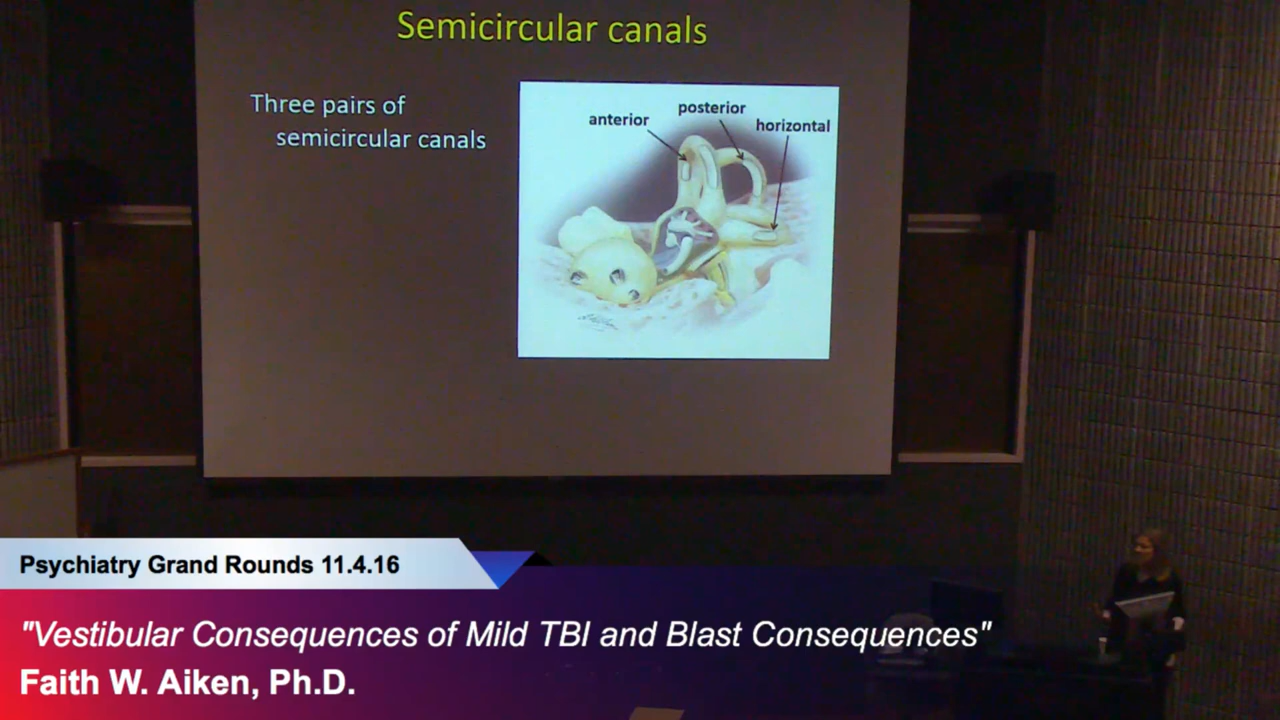 Semicircular canals
Three pairs of
semicircular canals
anterior
posterior
horizontal
Psychiatry Grand Rounds 11.4.16
"Vestibular Consequences of Mild TBI and Blast Consequences"
Faith W. Aiken, Ph.D.